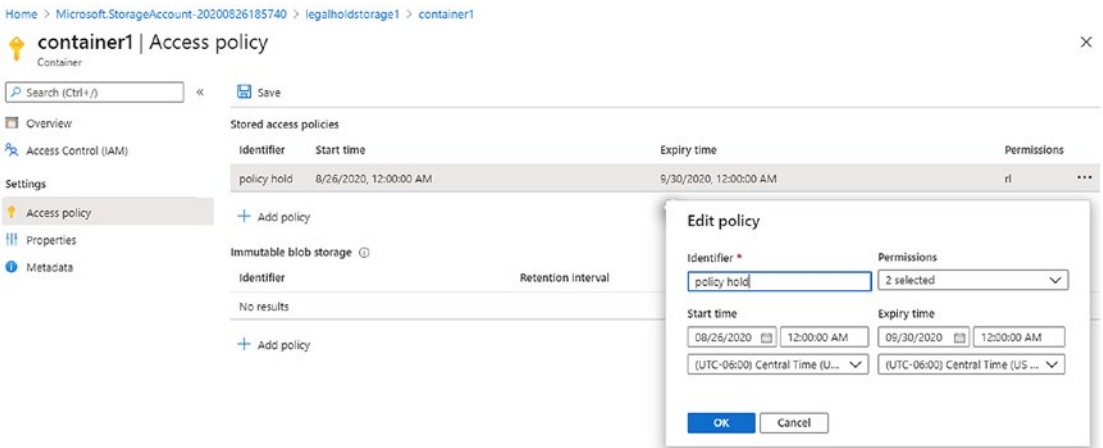 Home > Microsoft.StorageAccount-20200826185740 > legalholdstorage1 > container1
container1 | Access policy
Container
Search (Ctrl+/)
Save
Overview
Access Control (IAM)
Settings
Access policy
Properties
Metadata
Stored access policies
Identifier Start time Expiry time Permissions
policy hold 8/26/2020, 12:00:00 AM 9/30/2020, 12:00:00 AM rl ...
+ Add policy
Immutable blob storage
Identifier Retention interval
No results
+ Add policy
Edit policy
Identifier * Permissions
policy hold 2 selected
Start time Expiry time
08/26/2020 12:00:00 AM 09/30/2020 12:00:00 AM
(UTC-06:00) Central Time (U... (UTC-06:00) Central Time (US ...
OK Cancel